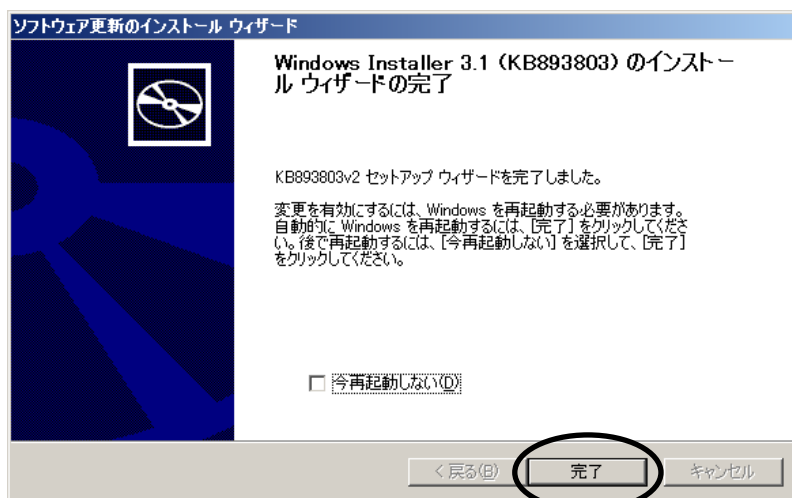 ソフトウェア更新のインストール ウィザード
Windows Installer 3.1 (KB893803) のインストー
ル ウィザードの完了
KB893803v2 セットアップ ウィザードを完了しました。
変更を有効にするには、Windows を再起動する必要があります。
自動的に Windows を再起動するには、[完了] をクリックしてくださ
い。後で再起動するには、[今再起動しない] を選択して、[完了]
をクリックしてください。
今再起動しない(D)
< 戻る(B)
完了
キャンセル